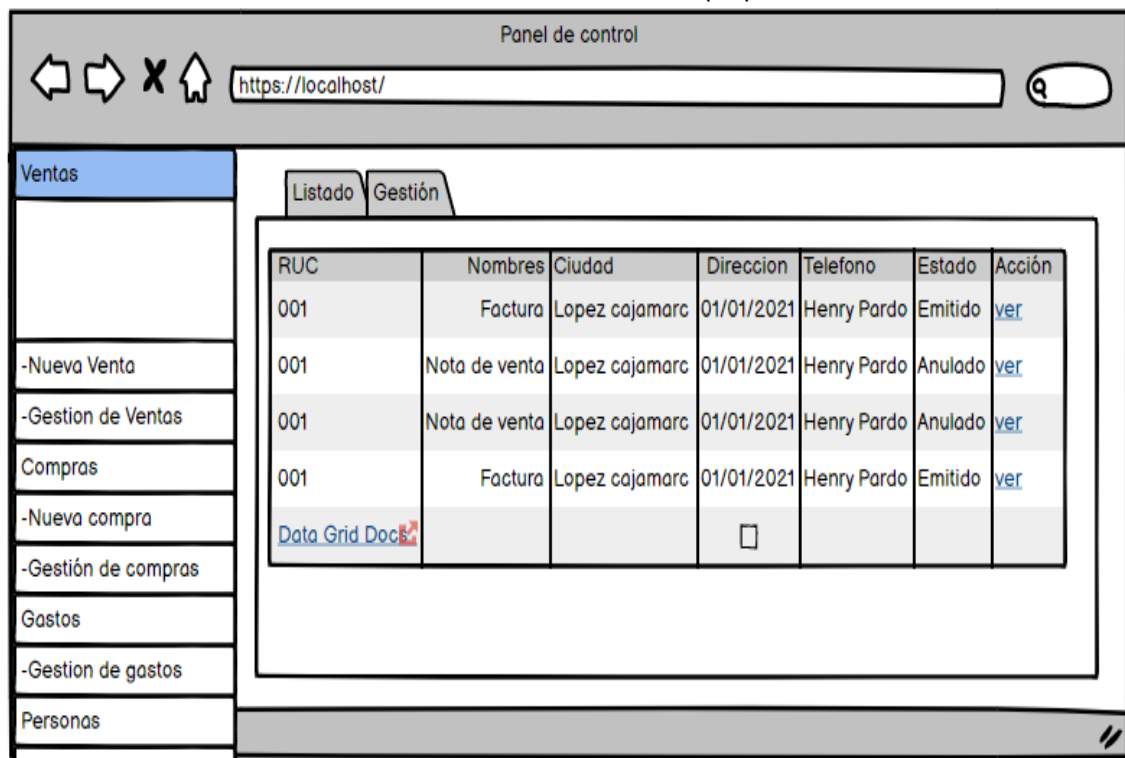 Panel de control
https://localhost/
Ventas
-Nueva Venta
-Gestion de Ventas
Compras
-Nueva compra
-Gestión de compras
Gastos
-Gestion de gastos
Personas
Listado Gestión
RUC Nombres Ciudad Direccion Telefono Estado Acción
001 Factura Lopez cajamarc 01/01/2021 Henry Pardo Emitido ver
001 Nota de venta Lopez cajamarc 01/01/2021 Henry Pardo Anulado ver
001 Nota de venta Lopez cajamarc 01/01/2021 Henry Pardo Anulado ver
001 Factura Lopez cajamarc 01/01/2021 Henry Pardo Emitido ver
Data Grid Docs